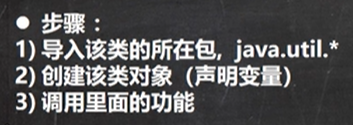 ● 步骤：
1) 导入该类的所在包，java.util.*
2) 创建该类对象（声明变量）
3) 调用里面的功能